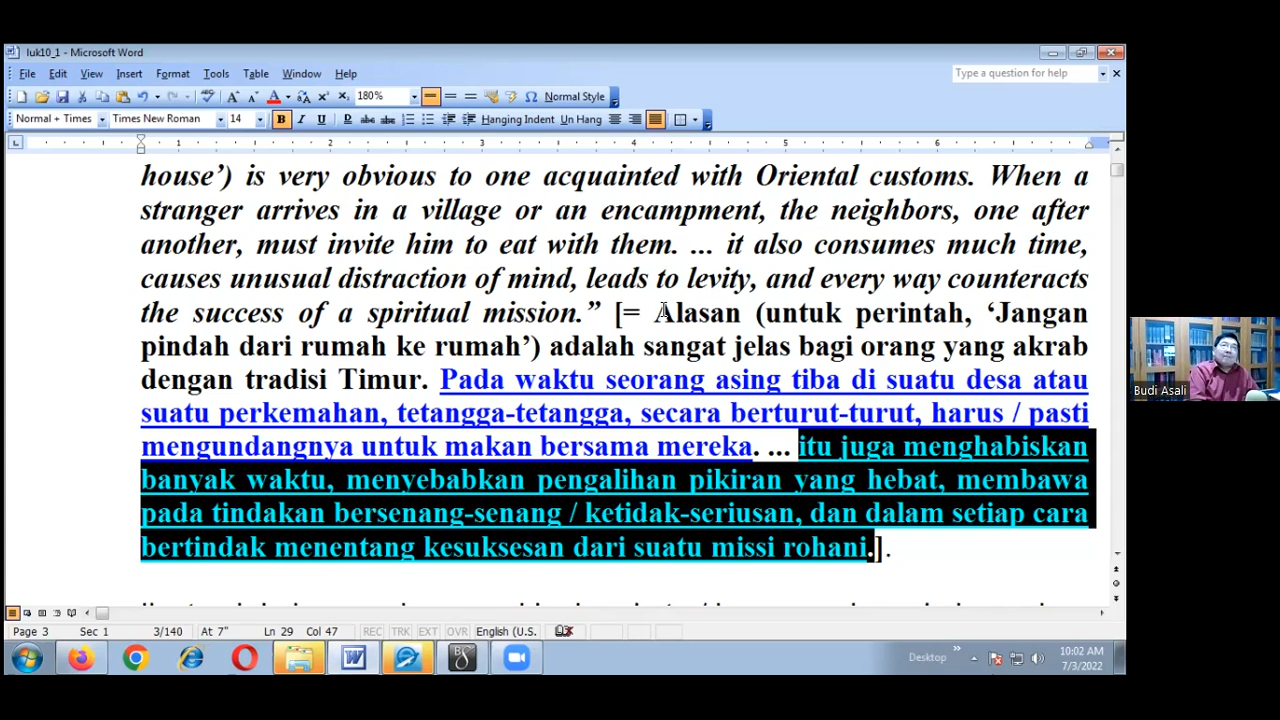 luk10_1 - Microsoft Word
File Edit View Insert Format Tools Table Window Help
Type a question for help
180% Normal Style
Normal + Times Times New Roman 14 B I U D abc abc Hanging Indent Un Hang
1 2 3 4 5 6 7
house’) is very obvious to one acquainted with Oriental customs. When a
stranger arrives in a village or an encampment, the neighbors, one after
another, must invite him to eat with them. ... it also consumes much time,
causes unusual distraction of mind, leads to levity, and every way counteracts
the success of a spiritual mission.” [= Alasan (untuk perintah, ‘Jangan
pindah dari rumah ke rumah’) adalah sangat jelas bagi orang yang akrab
dengan tradisi Timur. Pada waktu seorang asing tiba di suatu desa atau
suatu perkemahan, tetangga-tetangga, secara berturut-turut, harus / pasti
mengundangnya untuk makan bersama mereka. ... itu juga menghabiskan
banyak waktu, menyebabkan pengalihan pikiran yang hebat, membawa
pada tindakan bersenang-senang / ketidak-seriusan, dan dalam setiap cara
bertindak menentang kesuksesan dari suatu missi rohani.].
Budi Asali
Page 3 Sec 1 3/140 At 7" Ln 29 Col 47 REC TRK EXT OVR English (U.S.
Desktop » 10:02 AM
7/3/2022